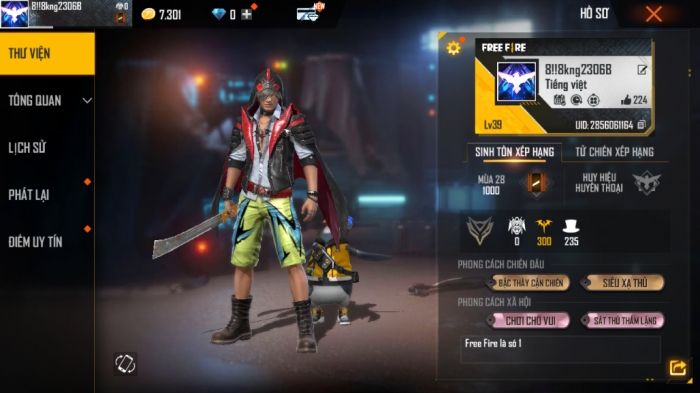 8!!8kng2306B
0
7.301
0
NEW
HỒ SƠ
THƯ VIỆN
TỔNG QUAN
LỊCH SỬ
PHÁT LẠI
ĐIỂM UY TÍN
FREE FIRE
8!!8kng2306B
Tiếng việt
224
Lv39
UID: 2856061164
SINH TỒN XẾP HẠNG
TỬ CHIẾN XẾP HẠNG
MÙA 28
1000
HUY HIỆU
HUYỀN THOẠI
0
300
235
PHONG CÁCH CHIẾN ĐẤU
BẬC THẦY CẬN CHIẾN
SIÊU XẠ THỦ
PHONG CÁCH XÃ HỘI
CHƠI CHO VUI
SÁT THỦ THẦM LẶNG
Free Fire là số 1